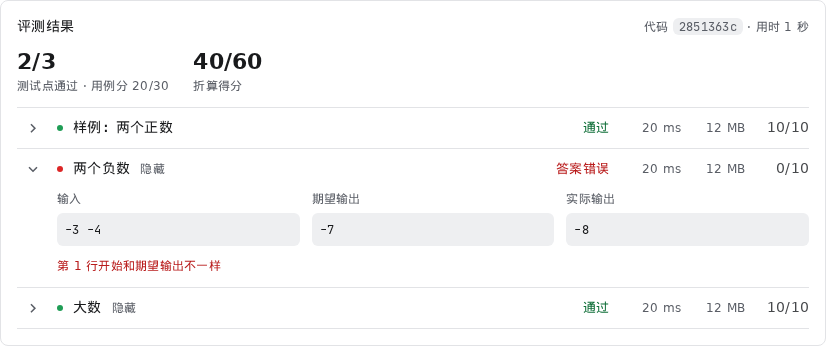 评测结果
代码 2851363c · 用时 1 秒
2/3 40/60
测试点通过 · 用例分 20/30 折算得分
样例：两个正数 通过 20 ms 12 MB 10/10
两个负数 隐藏 答案错误 20 ms 12 MB 0/10
输入 期望输出 实际输出
-3 -4 -7 -8
第 1 行开始和期望输出不一样
大数 隐藏 通过 20 ms 12 MB 10/10